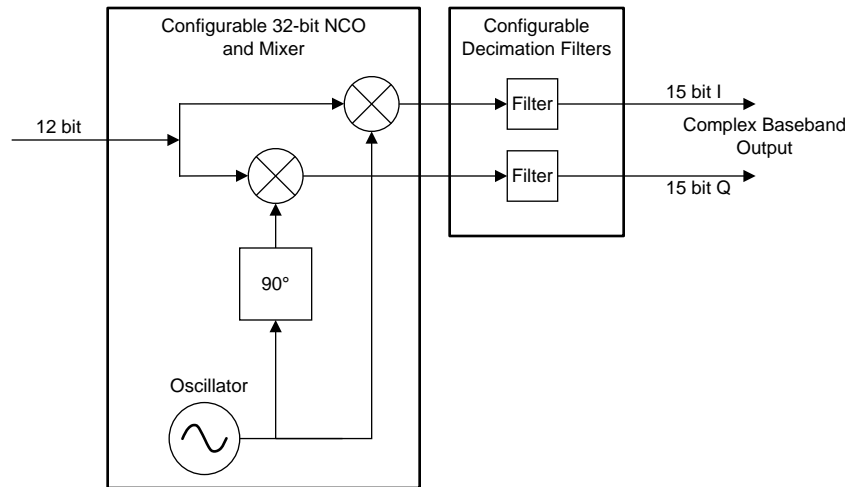 Configurable 32-bit NCO
and Mixer
Configurable
Decimation Filters
12 bit
Filter
15 bit I
Complex Baseband
Output
Filter
15 bit Q
90°
Oscillator